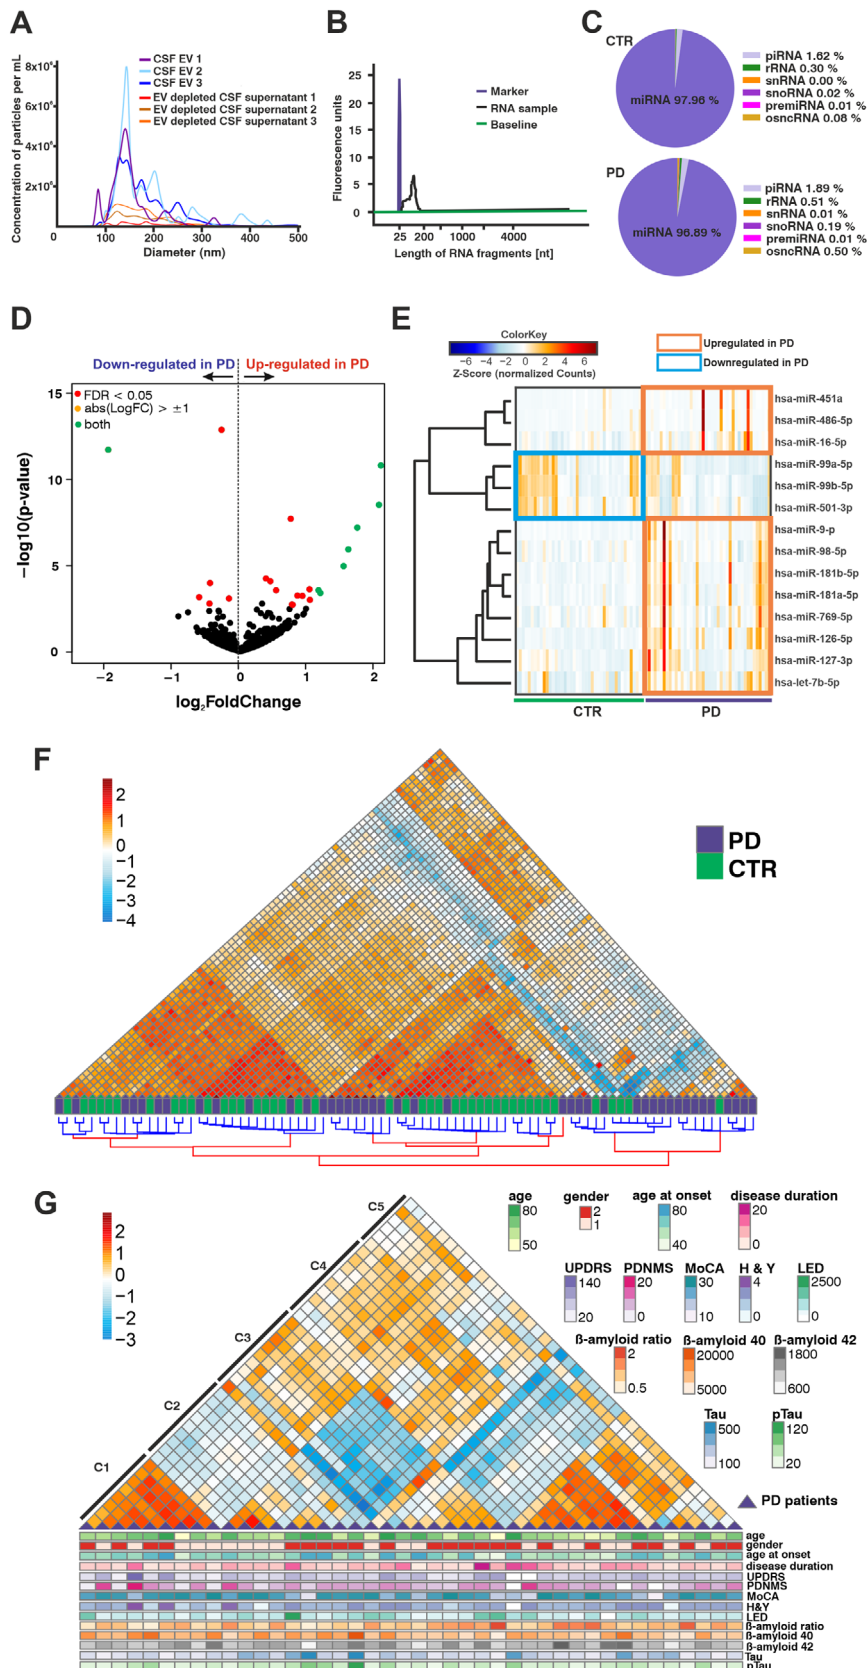 A
CSF EV 1
CSF EV 2
CSF EV 3
EV depleted CSF supernatant 1
EV depleted CSF supernatant 2
EV depleted CSF supernatant 3
Concentration of particles per mL
0
100
200
300
400
500
Diameter (nm)
B
Marker
RNA sample
Baseline
Fluorescence units
25
20
15
10
5
0
25 200 1000 4000
Length of RNA fragments [nt]
C
CTR
miRNA 97.96 %
piRNA 1.62 %
rRNA 0.30 %
snRNA 0.00 %
snoRNA 0.02 %
premiRNA 0.01 %
osncRNA 0.08 %
PD
miRNA 96.89 %
piRNA 1.89 %
rRNA 0.51 %
snRNA 0.01 %
snoRNA 0.19 %
premiRNA 0.01 %
osncRNA 0.50 %
D
Down-regulated in PD
Up-regulated in PD
FDR < 0.05
abs(LogFC) > ±1
both
−log10(p-value)
15
10
5
0
−2 −1 0 1 2
log₂FoldChange
E
ColorKey
−6 −4 −2 0 2 4 6
Z-Score (normalized Counts)
Upregulated in PD
Downregulated in PD
hsa-miR-451a
hsa-miR-486-5p
hsa-miR-16-5p
hsa-miR-99a-5p
hsa-miR-99b-5p
hsa-miR-501-3p
hsa-miR-9-p
hsa-miR-98-5p
hsa-miR-181b-5p
hsa-miR-181a-5p
hsa-miR-769-5p
hsa-miR-126-5p
hsa-miR-127-3p
hsa-let-7b-5p
CTR
PD
F
2
1
0
−1
−2
−3
−4
PD
CTR
G
2
1
0
−1
−2
−3
C1
C2
C3
C4
C5
age
80
50
gender
2
1
age at onset
80
40
disease duration
20
0
UPDRS
140
20
PDNMS
20
0
MoCA
30
10
H & Y
4
0
LED
2500
0
ß-amyloid ratio
2
0.5
ß-amyloid 40
20000
5000
ß-amyloid 42
1800
600
Tau
500
100
pTau
120
20
PD patients
age
gender
age at onset
disease duration
UPDRS
PDNMS
MoCA
H&Y
LED
ß-amyloid ratio
ß-amyloid 40
ß-amyloid 42
Tau
pTau